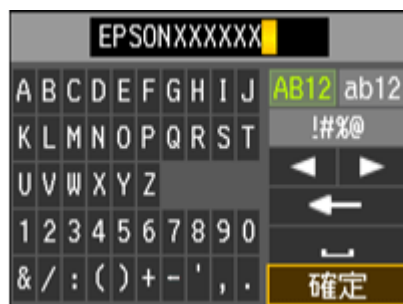 EPSONXXXXXX
A B C D E F G H I J AB12 ab12
K L M N O P Q R S T !#%@
U V W X Y Z
1 2 3 4 5 6 7 8 9 0
& / : ( ) + - ' , . 確定